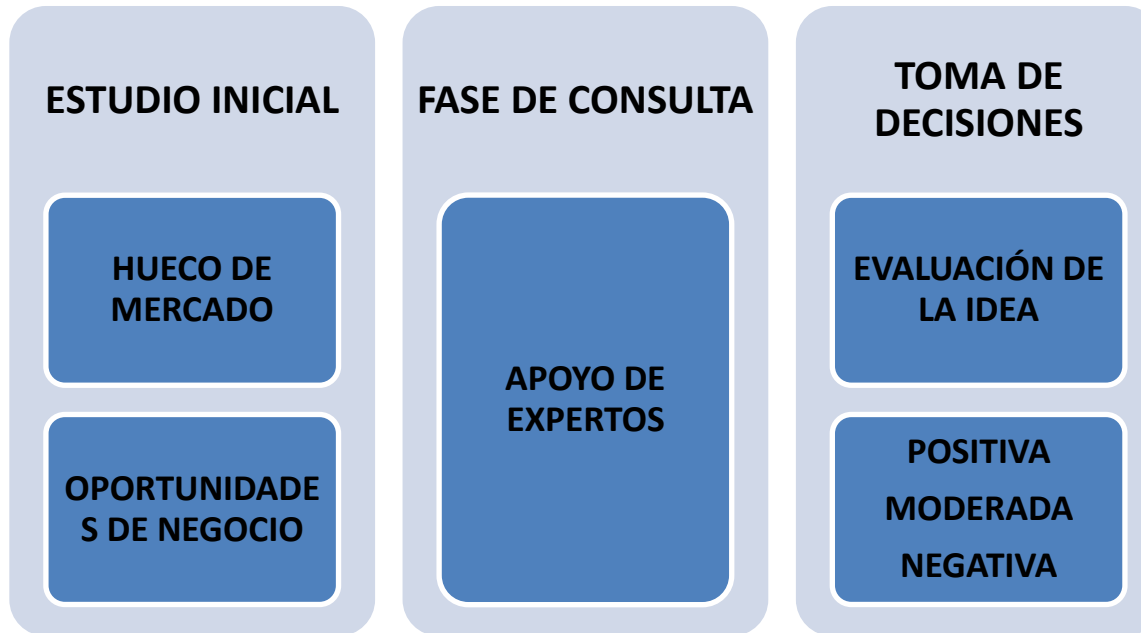 ESTUDIO INICIAL
HUECO DE
MERCADO
OPORTUNIDADE
S DE NEGOCIO
FASE DE CONSULTA
APOYO DE
EXPERTOS
TOMA DE
DECISIONES
EVALUACIÓN DE
LA IDEA
POSITIVA
MODERADA
NEGATIVA